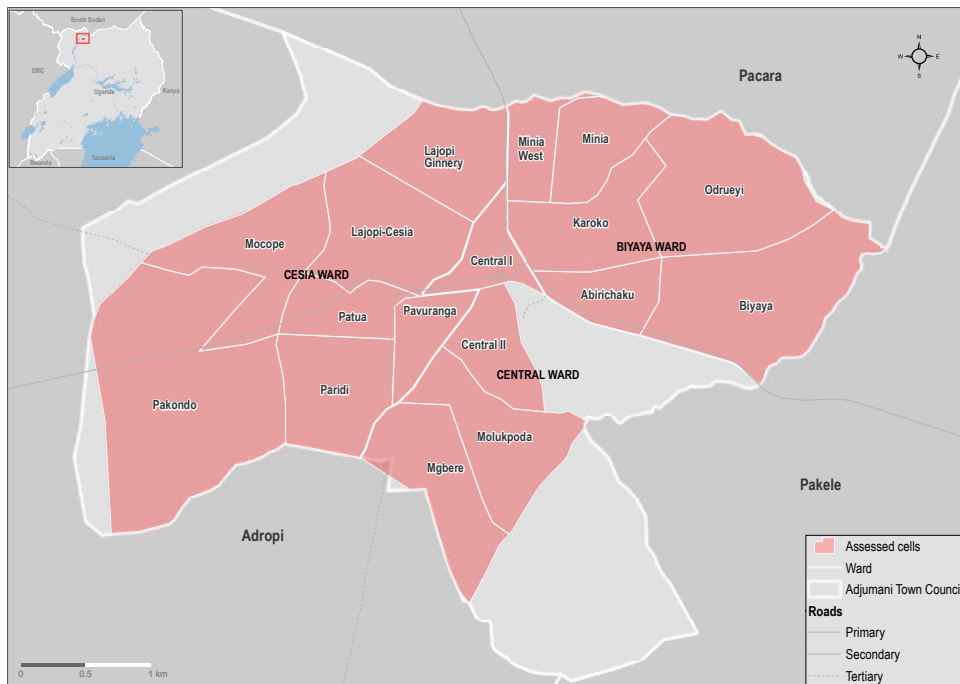 South Sudan
DRC
Uganda
Kenya
Rwanda
Tanzania
N
W
E
S
Pacara
Lajopi
Ginnery
Minia
West
Minia
Odrueyi
Mocope
Lajopi-Cesia
Karoko
BIYAYA WARD
CESIA WARD
Central I
Abirichaku
Biyaya
Patua
Pavuranga
Central II
CENTRAL WARD
Pakondo
Paridi
Molukpoda
Mgbere
Adropi
Pakele
Assessed cells
Ward
Adjumani Town Counci
Roads
Primary
Secondary
Tertiary
0
0.5
1 km